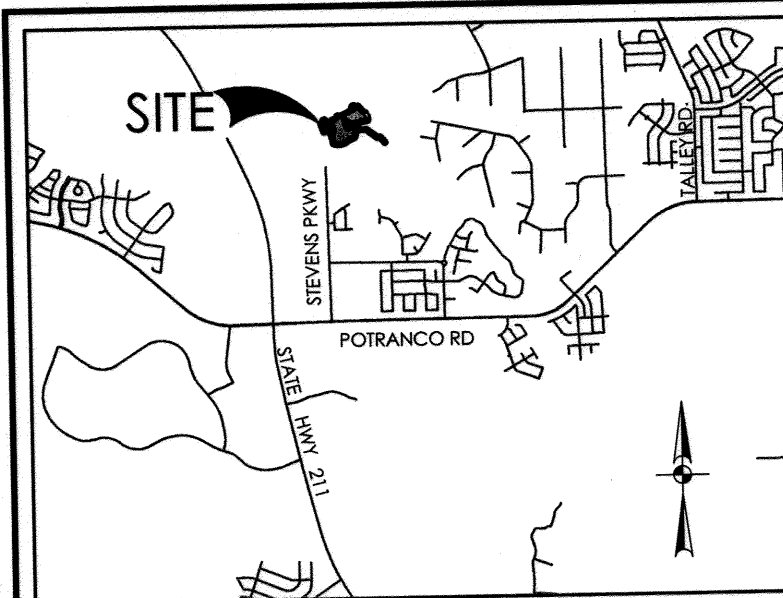 SITE
TALLEY RD.
STEVENS PKWY
POTRANCO RD
STATE HWY 211